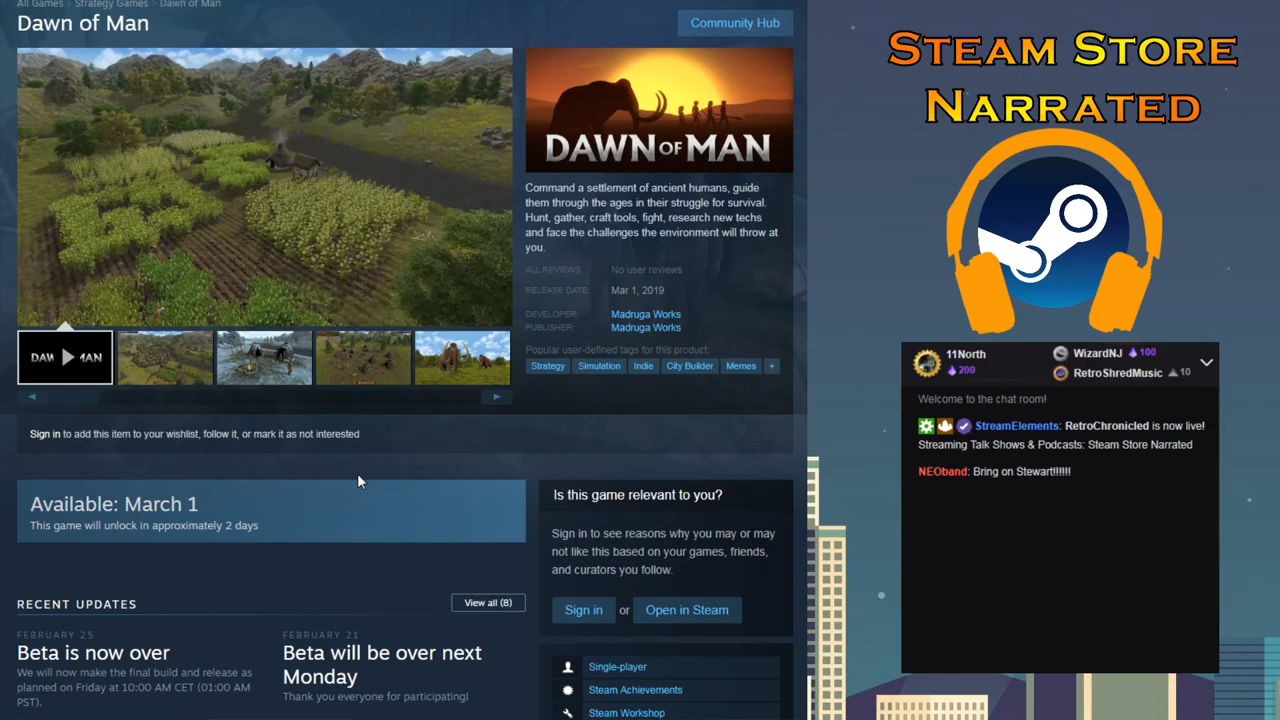 All Games > Strategy Games > Dawn of Man
Dawn of Man
Community Hub
DAWN OF MAN
Command a settlement of ancient humans, guide
them through the ages in their struggle for survival.
Hunt, gather, craft tools, fight, research new techs
and face the challenges the environment will throw at
you.
ALL REVIEWS: No user reviews
RELEASE DATE: Mar 1, 2019
DEVELOPER: Madruga Works
PUBLISHER: Madruga Works
Popular user-defined tags for this product:
Strategy Simulation Indie City Builder Memes +
Sign in to add this item to your wishlist, follow it, or mark it as not interested
Available: March 1
This game will unlock in approximately 2 days
RECENT UPDATES
View all (8)
FEBRUARY 25
Beta is now over
We will now make the final build and release as
planned on Friday at 10:00 AM CET (01:00 AM
PST).
FEBRUARY 21
Beta will be over next
Monday
Thank you everyone for participating!
Is this game relevant to you?
Sign in to see reasons why you may or may
not like this based on your games, friends,
and curators you follow.
Sign in or Open in Steam
Single-player
Steam Achievements
Steam Workshop
STEAM STORE
NARRATED
11North
200
WizardNJ 100
RetroShredMusic 10
Welcome to the chat room!
StreamElements: RetroChronicled is now live!
Streaming Talk Shows & Podcasts: Steam Store Narrated
NEOband: Bring on Stewart!!!!!!